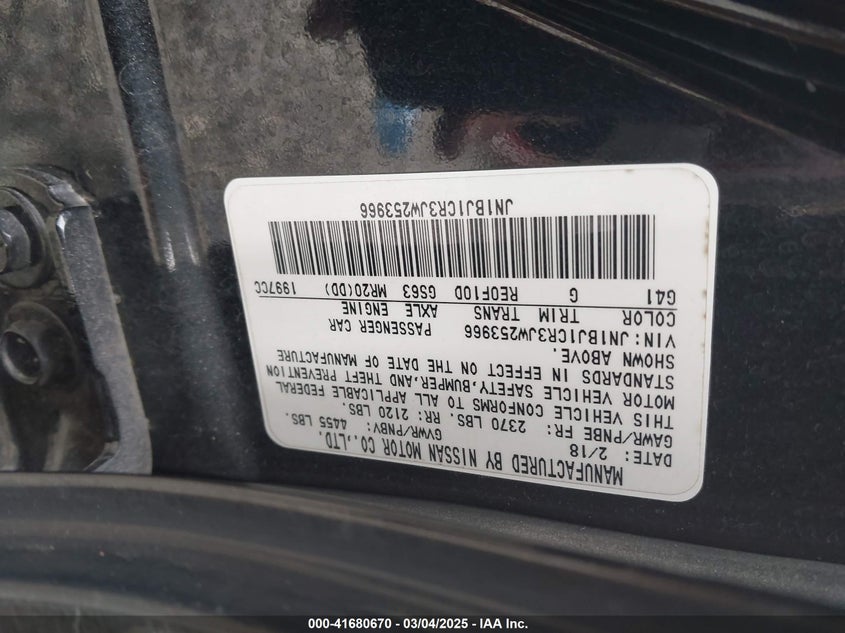 MANUFACTURED BY NISSAN MOTOR CO.,LTD.
DATE: 2/18 GVWR/PNBV: 4455 LBS.
GAWR/PNBE FR: 2370 LBS. RR: 2120 LBS.
THIS VEHICLE CONFORMS TO ALL APPLICABLE FEDERAL
MOTOR VEHICLE SAFETY,BUMPER,AND THEFT PREVENTION
STANDARDS IN EFFECT ON THE DATE OF MANUFACTURE
SHOWN ABOVE.
VIN: JN1BJ1CR3JW253966 PASSENGER CAR
COLOR TRIM TRANS AXLE ENGINE
G41 G RE0F10D GS63 MR20(DD) 1997CC
JN1BJ1CR3JW253966
000-41680670 - 03/04/2025 - IAA Inc.